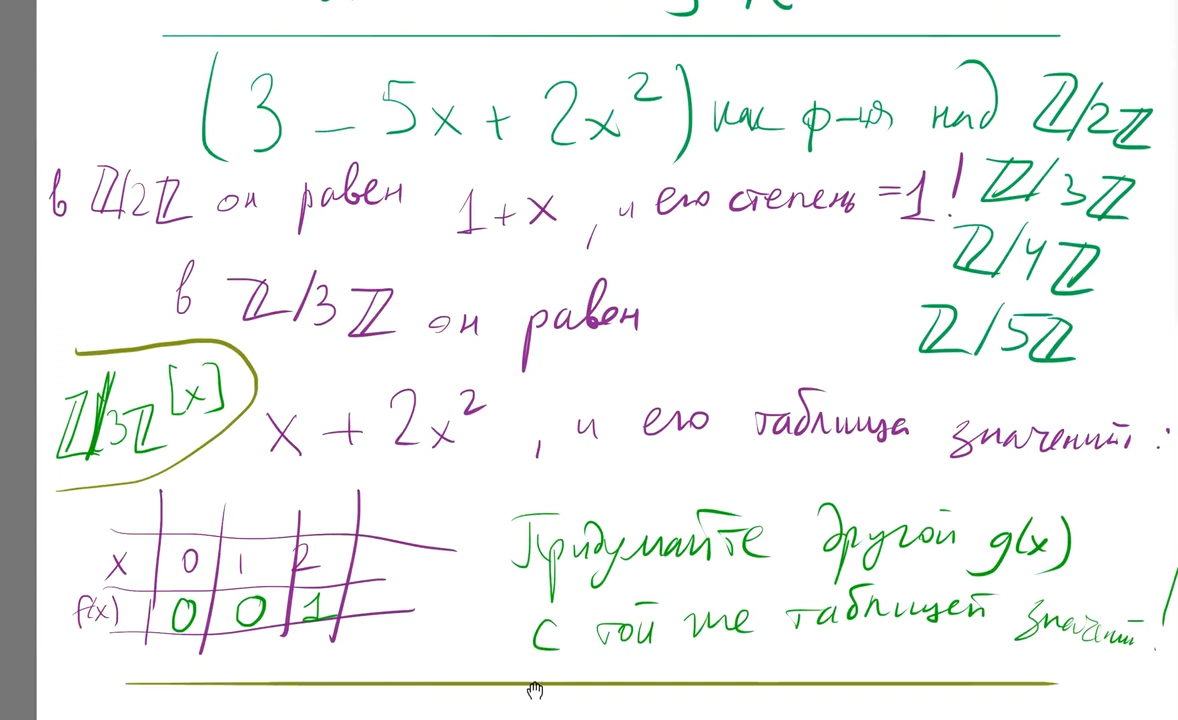 (3 - 5x + 2x²) как ф-ция над ℤ/2ℤ
ℤ/3ℤ
ℤ/4ℤ
ℤ/5ℤ
в ℤ/2ℤ он равен 1 + x, и его степень = 1!
в ℤ/3ℤ он равен
ℤ/3ℤ[x]
x + 2x², и его таблица значений:
x 0 1 2
f(x) 0 0 1
Придумайте другой g(x)
с той же таблицей значений!